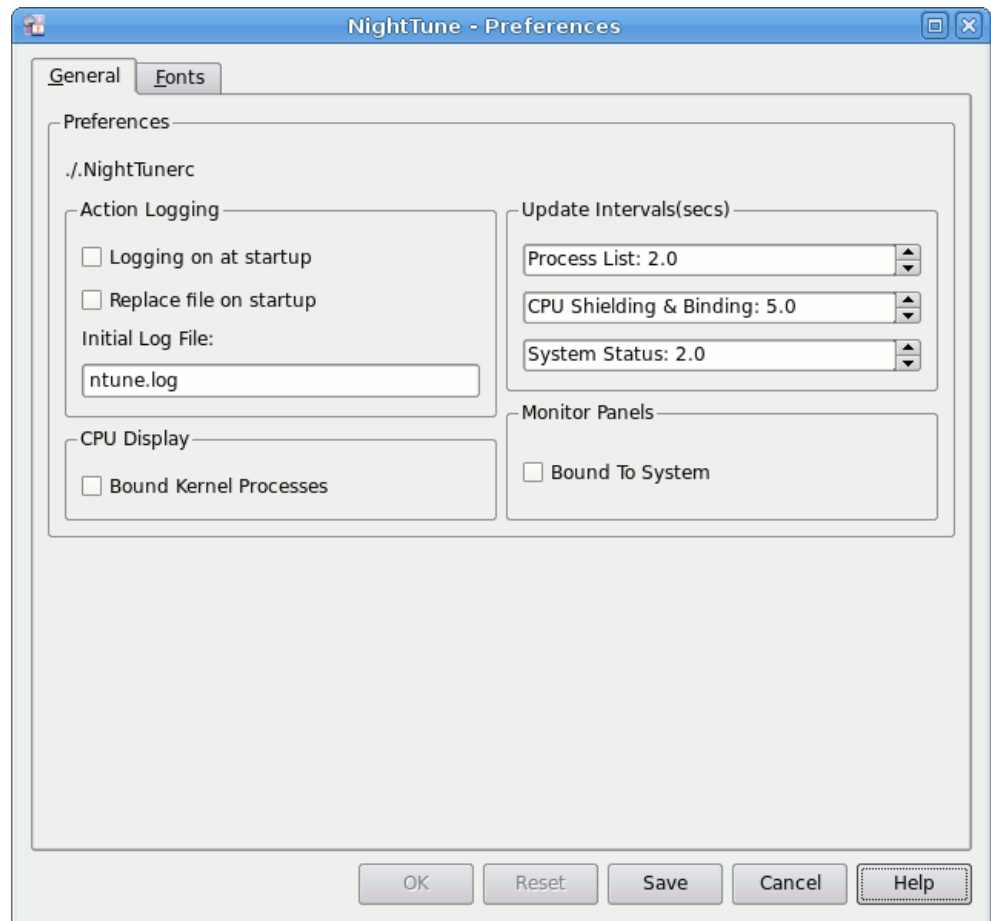 NightTune - Preferences
General
Fonts
Preferences
./.NightTunerc
Action Logging
Logging on at startup
Replace file on startup
Initial Log File:
ntune.log
CPU Display
Bound Kernel Processes
Update Intervals(secs)
Process List: 2.0
CPU Shielding & Binding: 5.0
System Status: 2.0
Monitor Panels
Bound To System
OK
Reset
Save
Cancel
Help